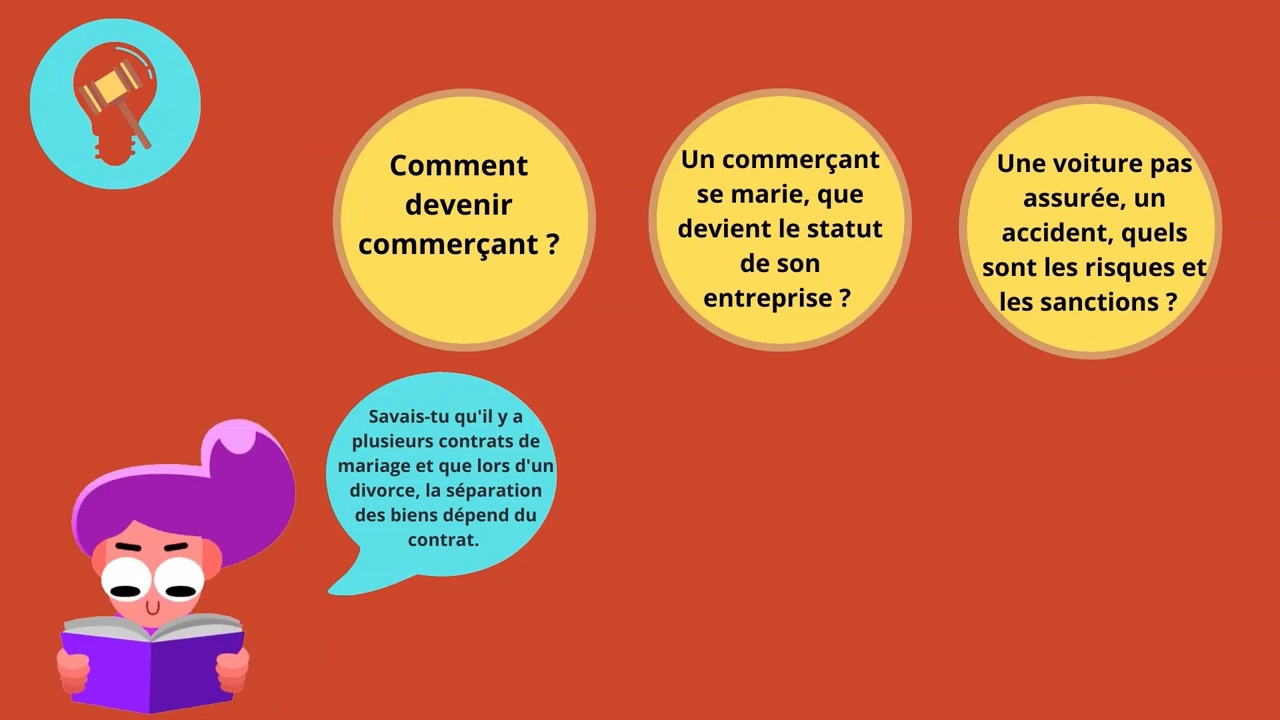 Comment
devenir
commerçant ?
Un commerçant
se marie, que
devient le statut
de son
entreprise ?
Une voiture pas
assurée, un
accident, quels
sont les risques et
les sanctions ?
Savais-tu qu'il y a
plusieurs contrats de
mariage et que lors d'un
divorce, la séparation
des biens dépend du
contrat.